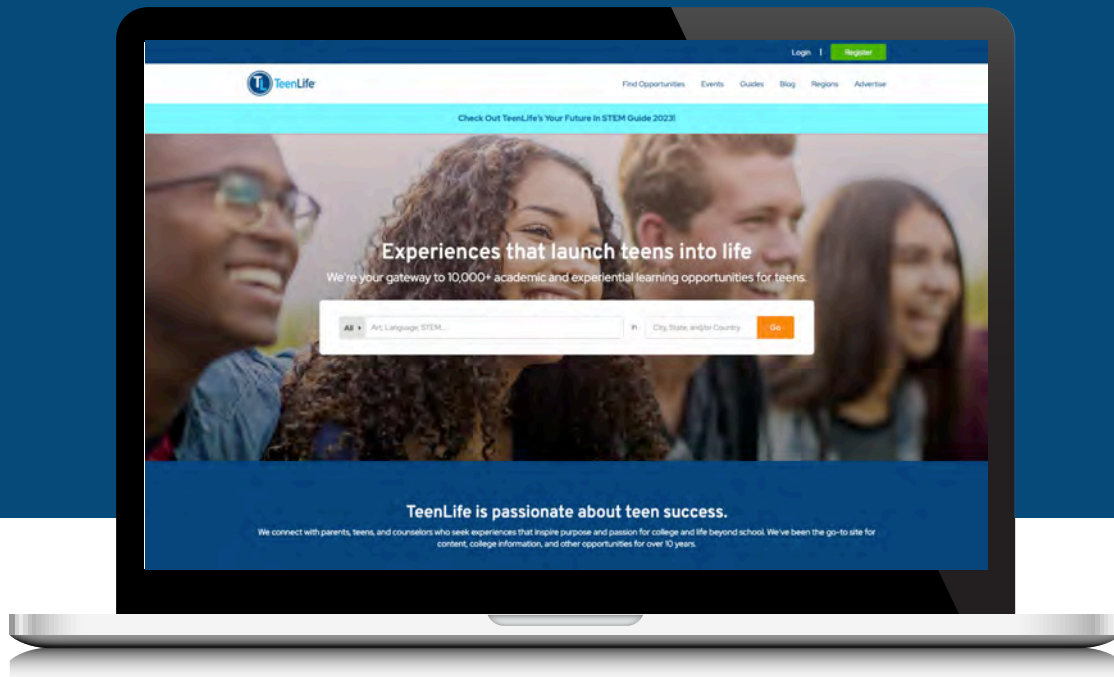 Login | Register
TL TeenLife
Find Opportunities Events Guides Blog Regions Advertise
Check Out TeenLife's Your Future In STEM Guide 2023!
Experiences that launch teens into life
We're your gateway to 10,000+ academic and experiential learning opportunities for teens.
All Art, Language, STEM... in City, State, and/or Country Go
TeenLife is passionate about teen success.
We connect with parents, teens, and counselors who seek experiences that inspire purpose and passion for college and life beyond school. We've been the go-to site for
content, college information, and other opportunities for over 10 years.